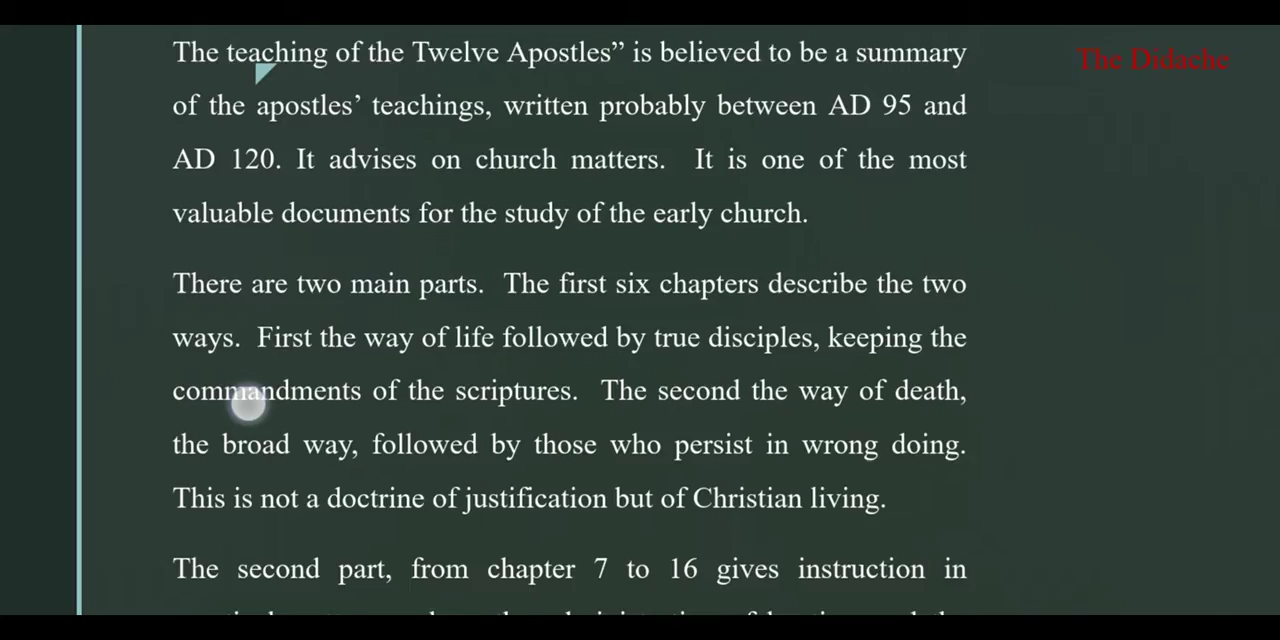 The teaching of the Twelve Apostles” is believed to be a summary
The Didache
of the apostles’ teachings, written probably between AD 95 and
AD 120. It advises on church matters. It is one of the most
valuable documents for the study of the early church.
There are two main parts. The first six chapters describe the two
ways. First the way of life followed by true disciples, keeping the
commandments of the scriptures. The second the way of death,
the broad way, followed by those who persist in wrong doing.
This is not a doctrine of justification but of Christian living.
The second part, from chapter 7 to 16 gives instruction in